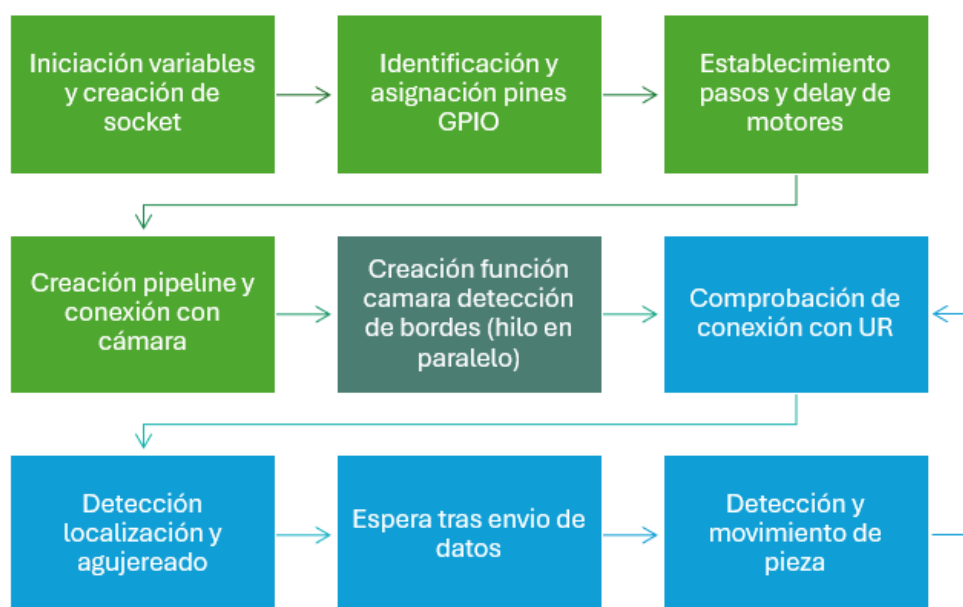 Iniciación variables
y creación de
socket
Identificación y
asignación pines
GPIO
Establecimiento
pasos y delay de
motores
Creación pipeline y
conexión con
cámara
Creación función
camara detección
de bordes (hilo en
paralelo)
Comprobación de
conexión con UR
Detección
localización y
agujereado
Espera tras envio de
datos
Detección y
movimiento de
pieza